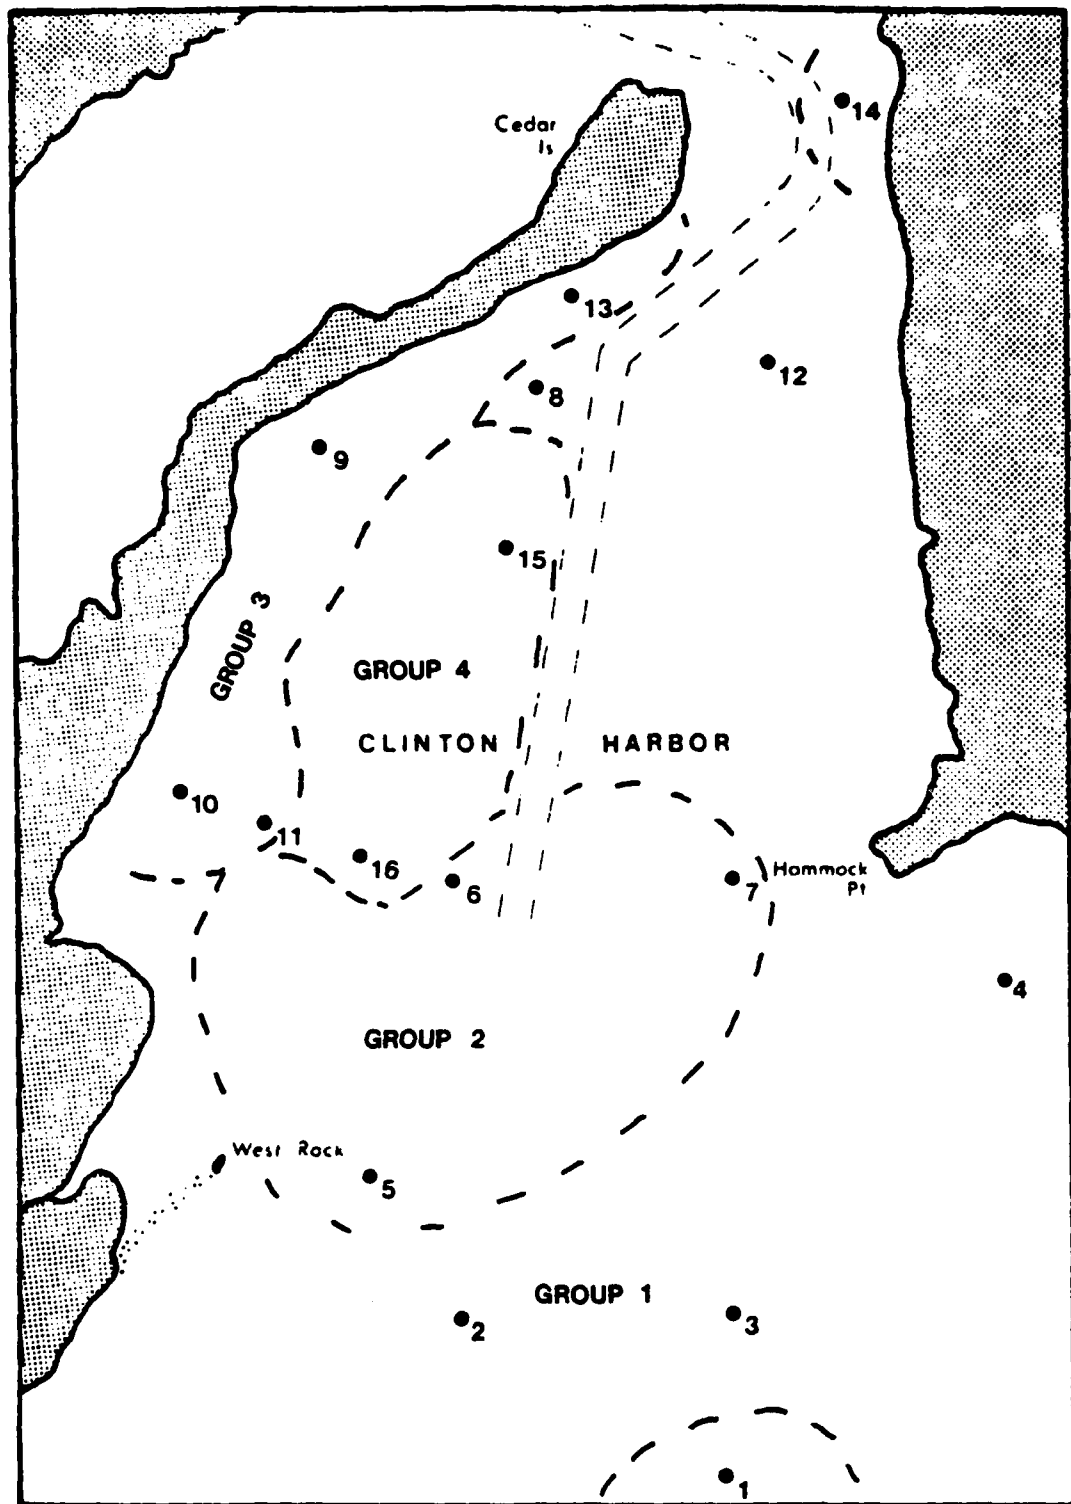 14
Cedar
Is
13
12
8
9
15
GROUP 3
GROUP 4
CLINTON HARBOR
10
11
16
6
7
Hammock
Pt
4
GROUP 2
West Rock
5
GROUP 1
2
3
1